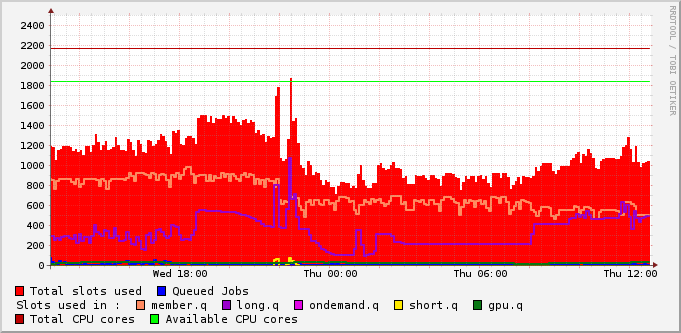 RRDTOOL / TOBI OETIKER
2400
2200
2000
1800
1600
1400
1200
1000
800
600
400
200
0
Wed 18:00 Thu 00:00 Thu 06:00 Thu 12:00
Total slots used Queued Jobs
Slots used in : member.q long.q ondemand.q short.q gpu.q
Total CPU cores Available CPU cores